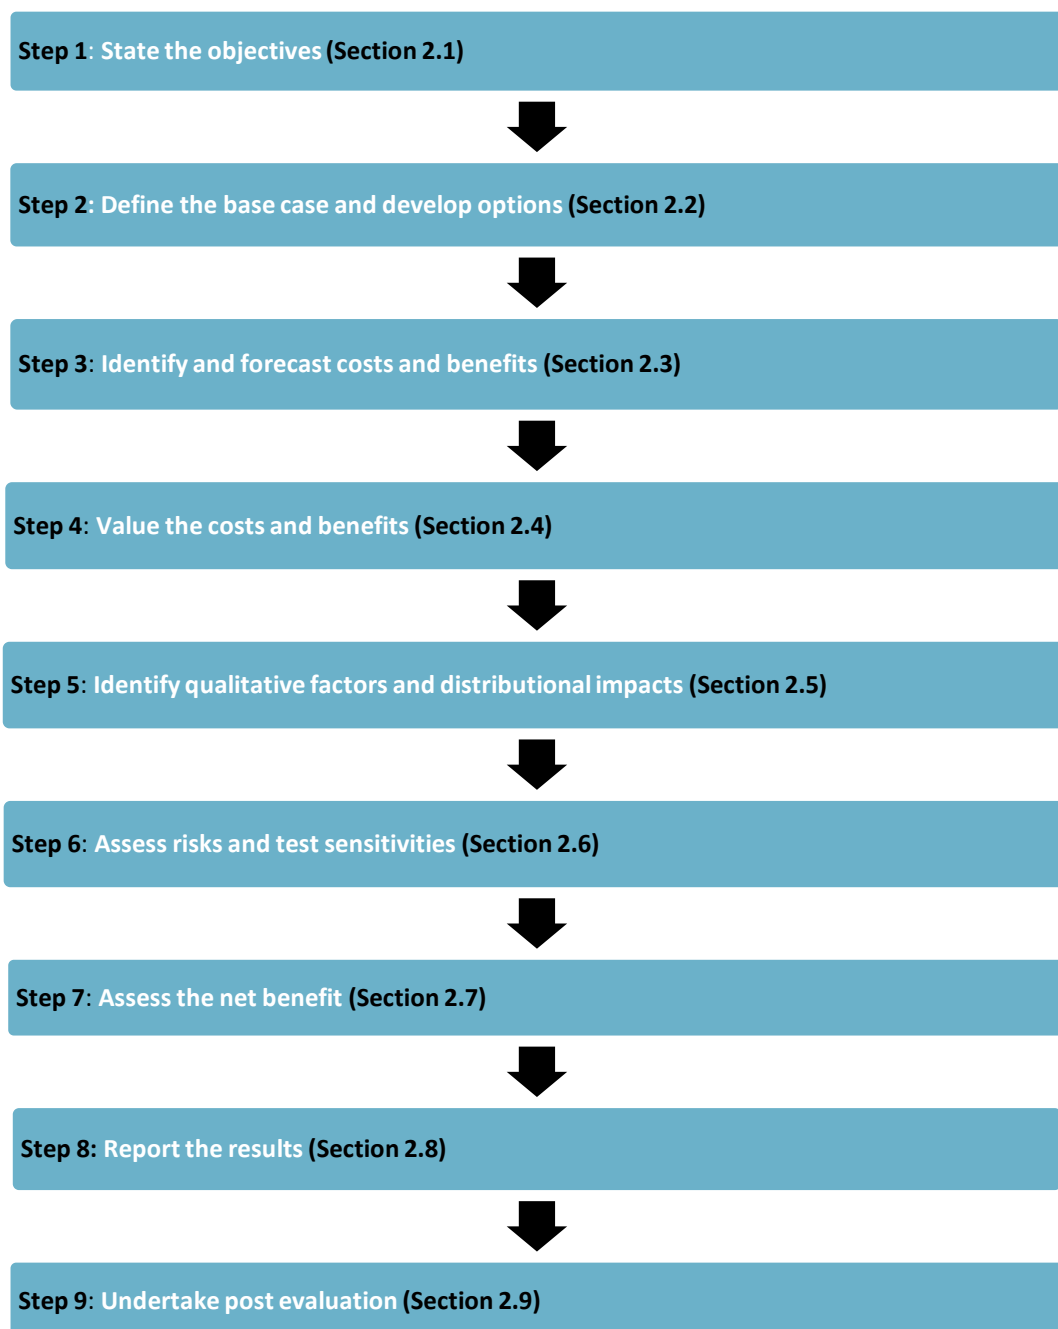 Step 1: State the objectives (Section 2.1)
Step 2: Define the base case and develop options (Section 2.2)
Step 3: Identify and forecast costs and benefits (Section 2.3)
Step 4: Value the costs and benefits (Section 2.4)
Step 5: Identify qualitative factors and distributional impacts (Section 2.5)
Step 6: Assess risks and test sensitivities (Section 2.6)
Step 7: Assess the net benefit (Section 2.7)
Step 8: Report the results (Section 2.8)
Step 9: Undertake post evaluation (Section 2.9)